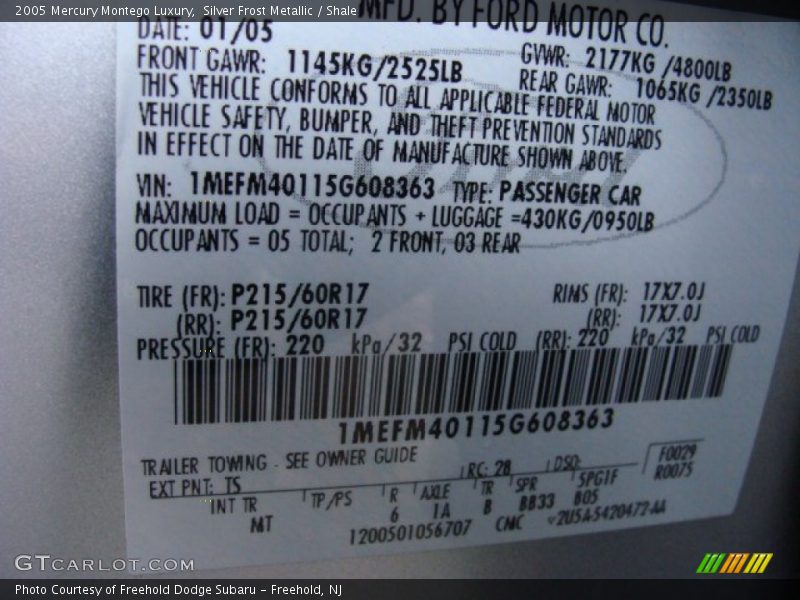 2005 Mercury Montego Luxury,  Silver Frost Metallic / Shale
MFD. BY FORD MOTOR CO.
DATE: 01/05 GVWR: 2177KG /4800LB
FRONT GAWR: 1145KG/2525LB REAR GAWR: 1065KG /2350LB
THIS VEHICLE CONFORMS TO ALL APPLICABLE FEDERAL MOTOR
VEHICLE SAFETY, BUMPER, AND THEFT PREVENTION STANDARDS
IN EFFECT ON THE DATE OF MANUFACTURE SHOWN ABOVE.
VIN: 1MEFM40115G608363 TYPE: PASSENGER CAR
MAXIMUM LOAD = OCCUPANTS + LUGGAGE =430KG/0950LB
OCCUPANTS = 05 TOTAL; 2 FRONT, 03 REAR
TIRE (FR): P215/60R17 RIMS (FR): 17X7.0J
(RR): P215/60R17 (RR): 17X7.0J
PRESSURE (FR): 220 kPa/32 PSI COLD (RR): 220 kPa/32 PSI COLD
1MEFM40115G608363
TRAILER TOWING - SEE OWNER GUIDE
EXT PNT: TS RC: 28 DSO: F0029
R0075
INT TR TP/PS R AXLE TR SPR 5PG1F
MT 6 1A B BB33 B05
1200501056707 CMC 2U5A-5420472-AA
GTCARLOT.COM
Photo Courtesy of Freehold Dodge Subaru - Freehold, NJ